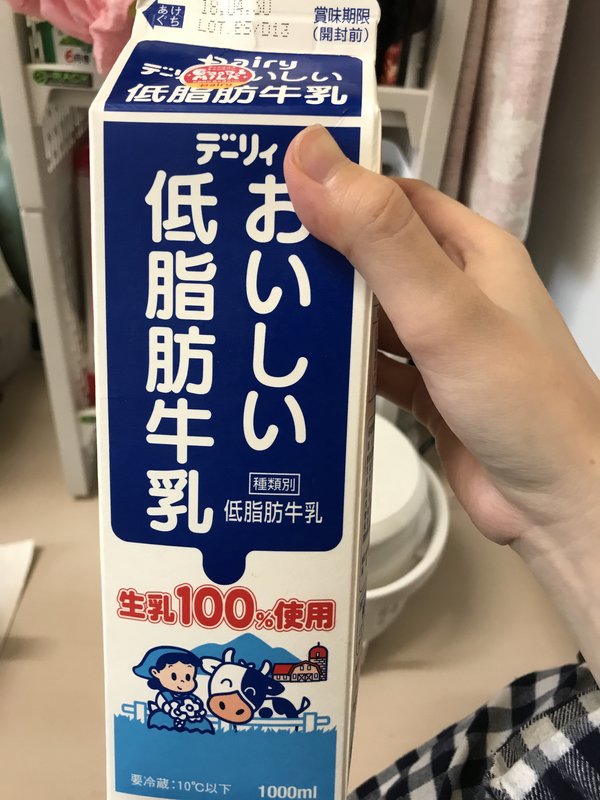 あけ
ぐち
18.04.30
賞味期限
(開封前)
Dairy
デーリィ おいしい
低脂肪牛乳
デーリィ
おいしい
低脂肪牛乳
種類別
低脂肪牛乳
生乳100%使用
要冷蔵:10℃以下
1000ml